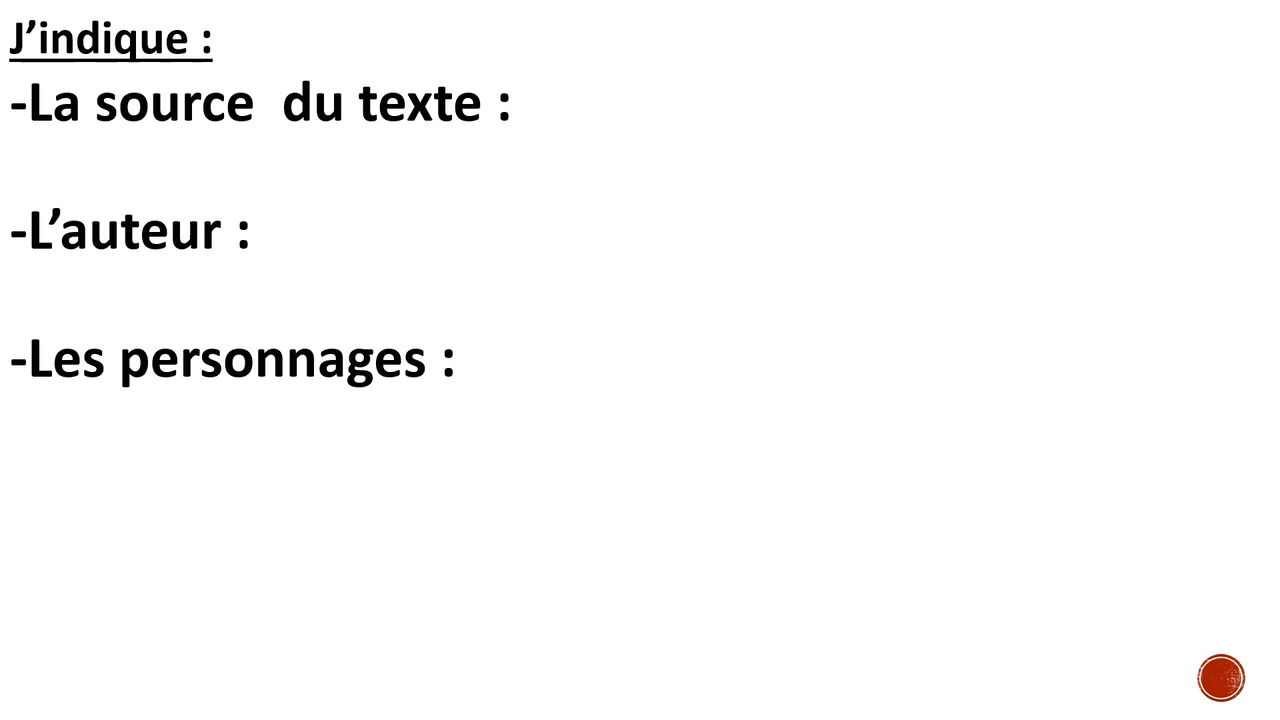 J’indique :
-La source  du texte :
-L’auteur :
-Les personnages :